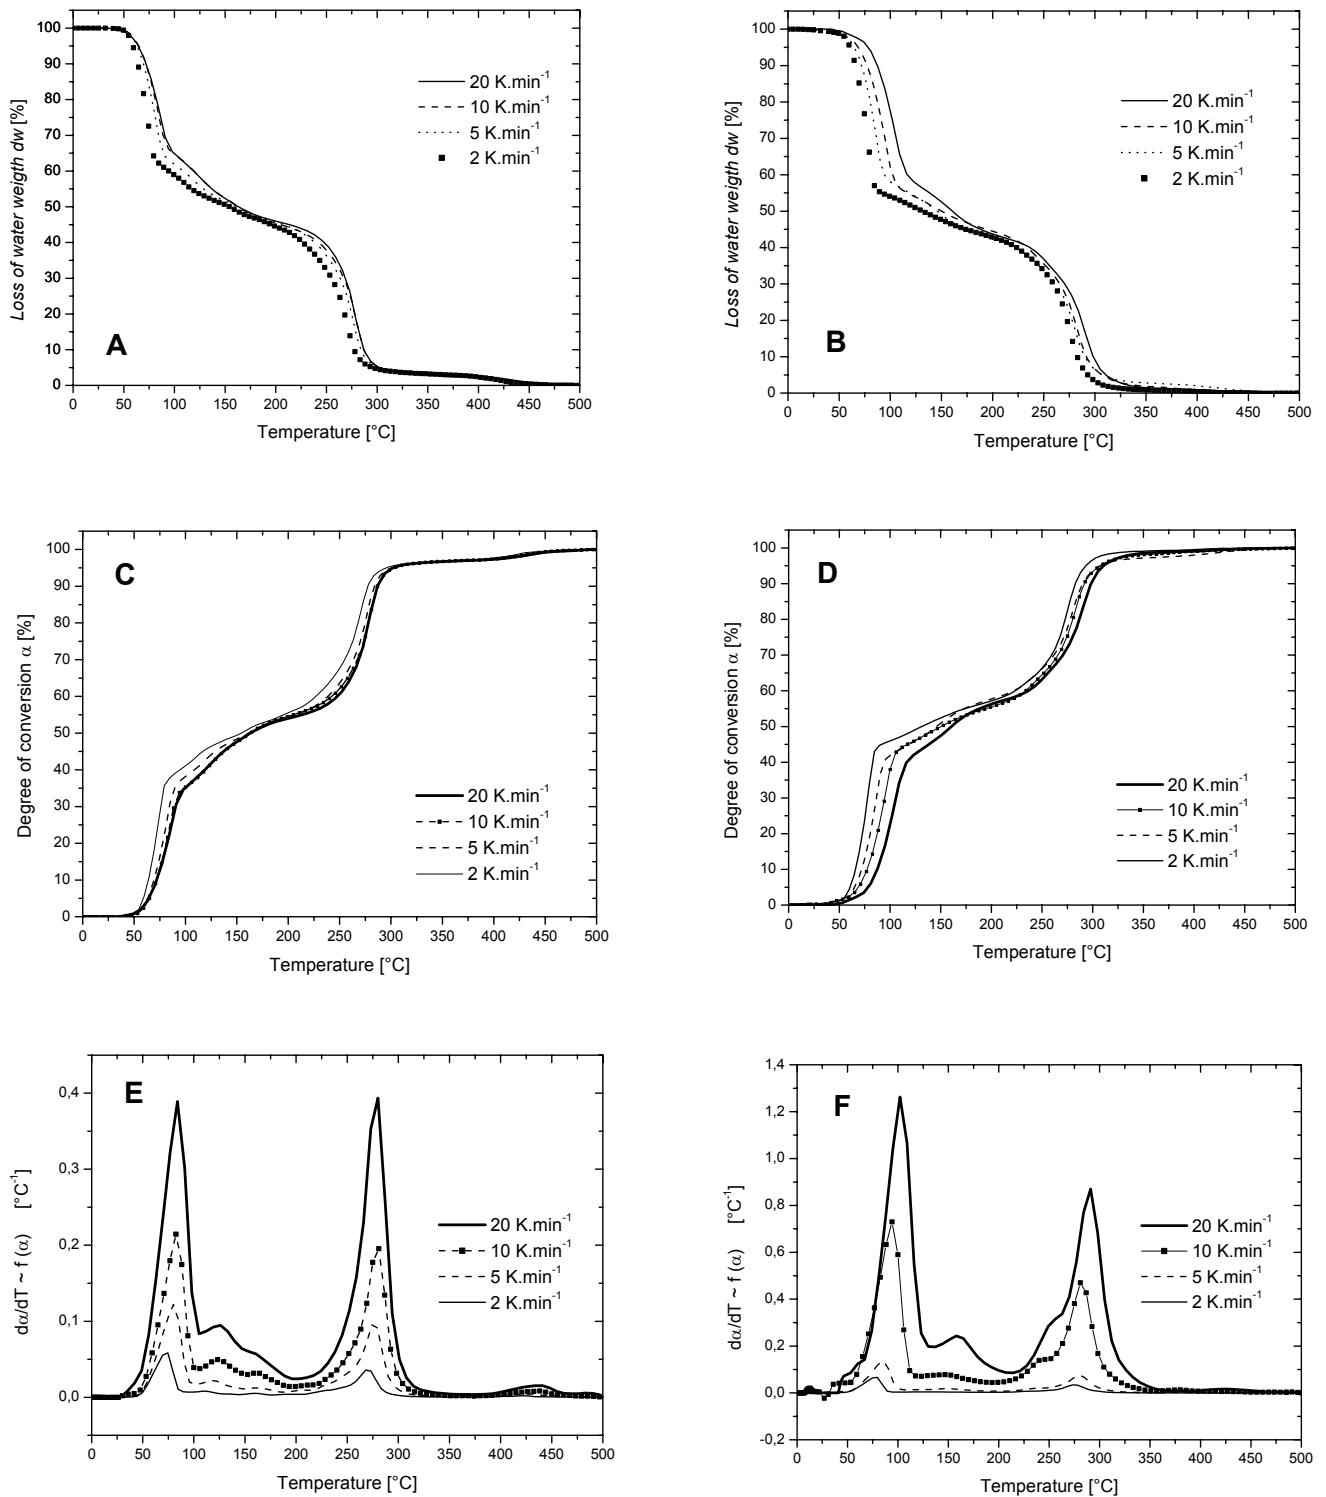 100
90
80
70
60
50
40
30
20
10
0
Loss of water weigth dw [%]
20 K.min-1
10 K.min-1
5 K.min-1
2 K.min-1
A
0 50 100 150 200 250 300 350 400 450 500
Temperature [°C]
100
90
80
70
60
50
40
30
20
10
0
Loss of water weigth dw [%]
20 K.min-1
10 K.min-1
5 K.min-1
2 K.min-1
B
0 50 100 150 200 250 300 350 400 450 500
Temperature [°C]
100
90
80
70
60
50
40
30
20
10
0
Degree of conversion α [%]
C
20 K.min-1
10 K.min-1
5 K.min-1
2 K.min-1
0 50 100 150 200 250 300 350 400 450 500
Temperature [°C]
100
90
80
70
60
50
40
30
20
10
0
Degree of conversion α [%]
D
20 K.min-1
10 K.min-1
5 K.min-1
2 K.min-1
0 50 100 150 200 250 300 350 400 450 500
Temperature [°C]
0,4
0,3
0,2
0,1
0,0
dα/dT ~ f (α) [°C-1]
E
20 K.min-1
10 K.min-1
5 K.min-1
2 K.min-1
0 50 100 150 200 250 300 350 400 450 500
Temperature [°C]
1,4
1,2
1,0
0,8
0,6
0,4
0,2
0,0
-0,2
dα/dT ~ f (α) [°C-1]
F
20 K.min-1
10 K.min-1
5 K.min-1
2 K.min-1
0 50 100 150 200 250 300 350 400 450 500
Temperature [°C]